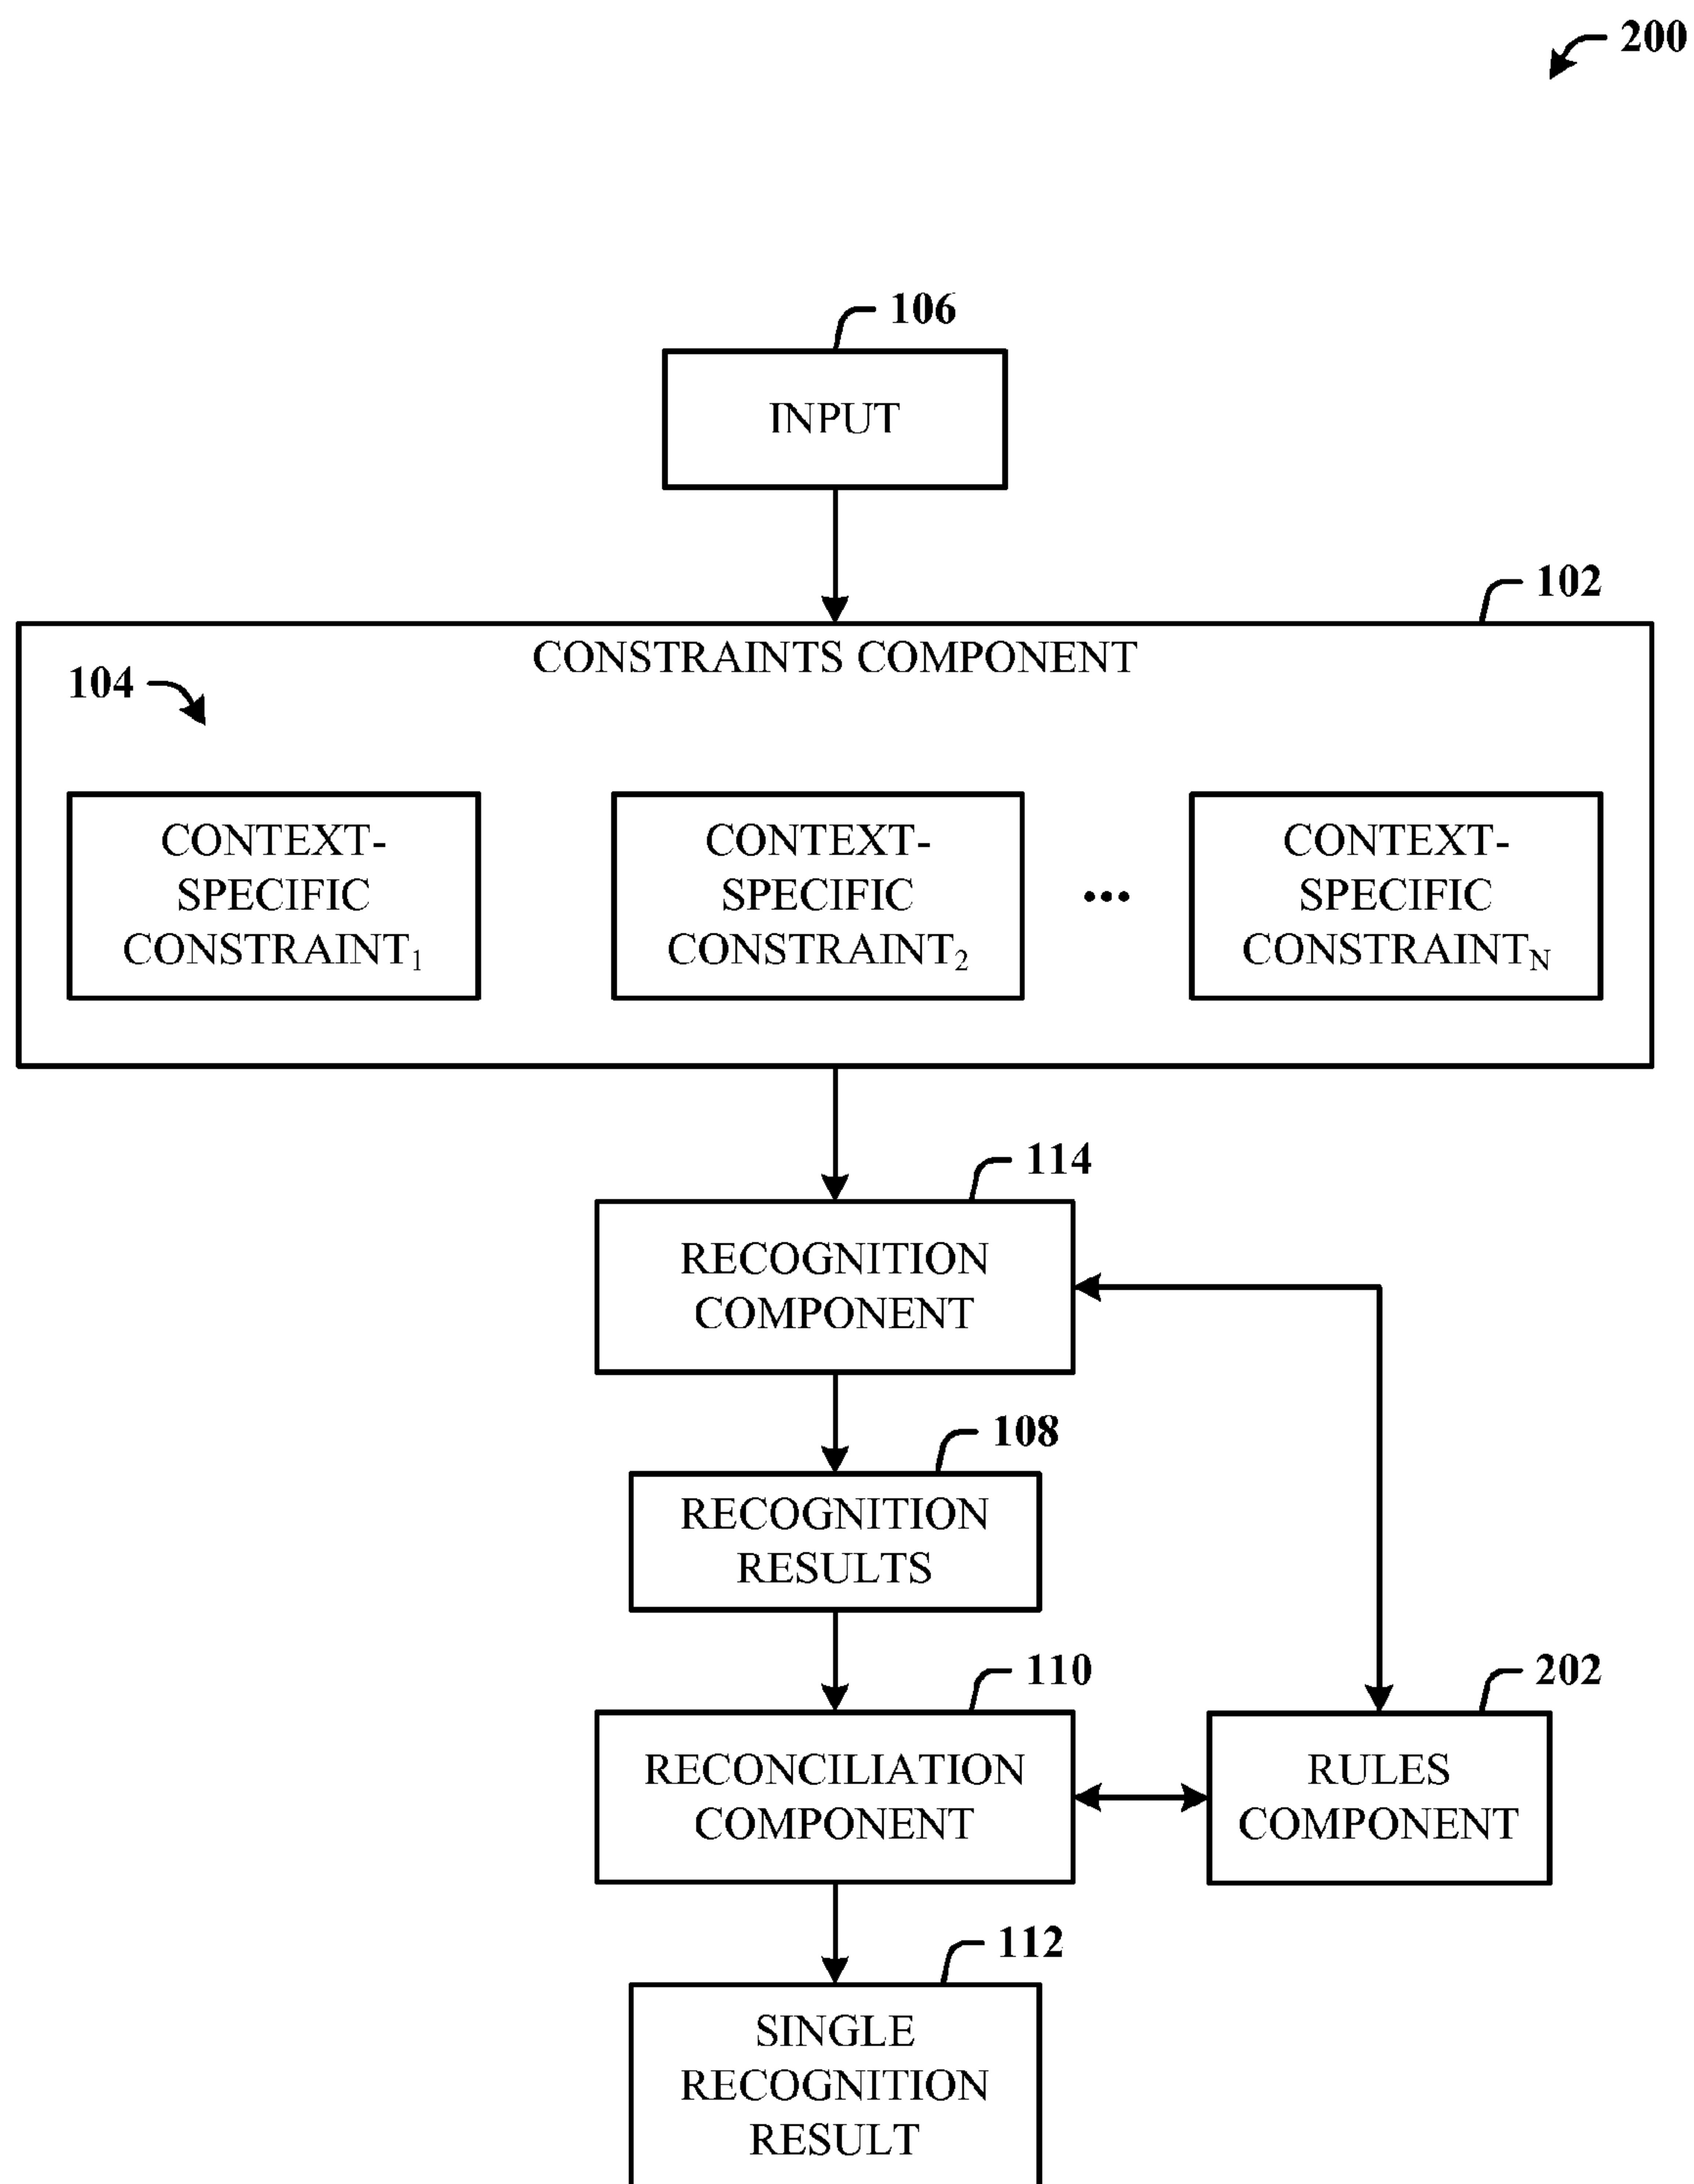 200
106
INPUT
102
CONSTRAINTS COMPONENT
104
CONTEXT-
SPECIFIC
CONSTRAINT₁
CONTEXT-
SPECIFIC
CONSTRAINT₂
•••
CONTEXT-
SPECIFIC
CONSTRAINT_N
114
RECOGNITION
COMPONENT
108
RECOGNITION
RESULTS
110
RECONCILIATION
COMPONENT
202
RULES
COMPONENT
112
SINGLE
RECOGNITION
RESULT